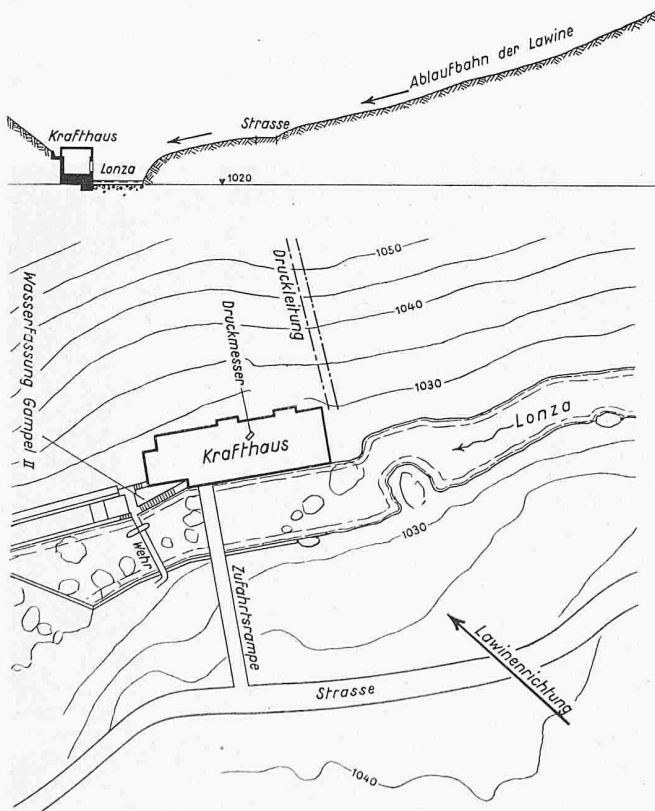 Ablaufbahn der Lawine
Strasse
Krafthaus
Lonza
1020
1050
Druckleitung
Wasserfassung Gampel II
Druckmesser
1040
1030
Lonza
Krafthaus
1030
Wehr
Zufahrtsrampe
Lawinenrichtung
Strasse
1040